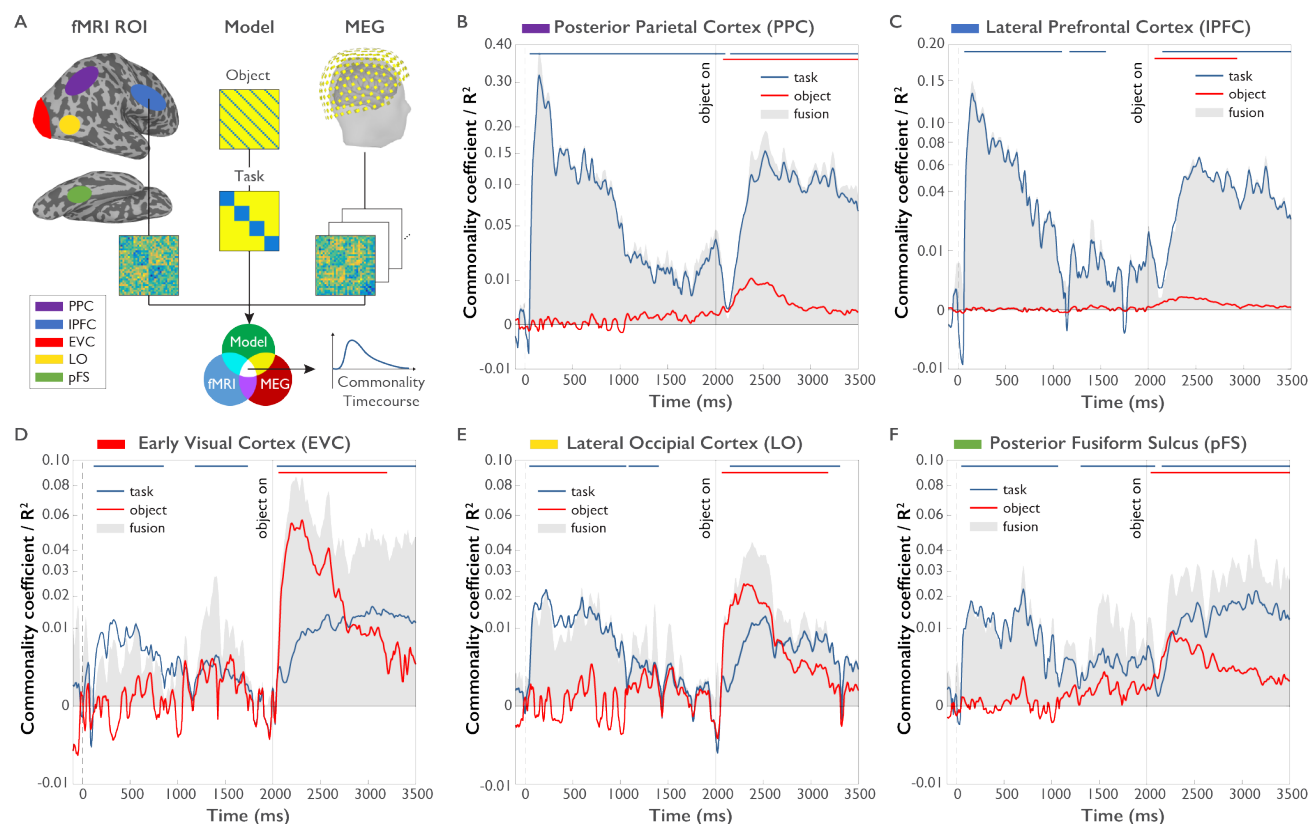 A
fMRI ROI
Model
MEG
Object
Task
PPC
lPFC
EVC
LO
pFS
Model
fMRI
MEG
Commonality
Timecourse
B
Posterior Parietal Cortex (PPC)
Commonality coefficient / R²
0.40
0.30
0.20
0.15
0.10
0.05
0.01
0
-0.01
object on
task
object
fusion
0
500
1000
1500
2000
2500
3000
3500
Time (ms)
C
Lateral Prefrontal Cortex (lPFC)
Commonality coefficient / R²
0.20
0.15
0.10
0.08
0.06
0.04
0.01
0
-0.01
object on
task
object
fusion
0
500
1000
1500
2000
2500
3000
3500
Time (ms)
D
Early Visual Cortex (EVC)
Commonality coefficient / R²
0.10
0.08
0.06
0.04
0.03
0.02
0.01
0
-0.01
task
object
fusion
object on
0
500
1000
1500
2000
2500
3000
3500
Time (ms)
E
Lateral Occipial Cortex (LO)
Commonality coefficient / R²
0.10
0.08
0.06
0.04
0.03
0.02
0.01
0
-0.01
task
object
fusion
object on
0
500
1000
1500
2000
2500
3000
3500
Time (ms)
F
Posterior Fusiform Sulcus (pFS)
Commonality coefficient / R²
0.10
0.08
0.06
0.04
0.03
0.02
0.01
0
-0.01
task
object
fusion
object on
0
500
1000
1500
2000
2500
3000
3500
Time (ms)